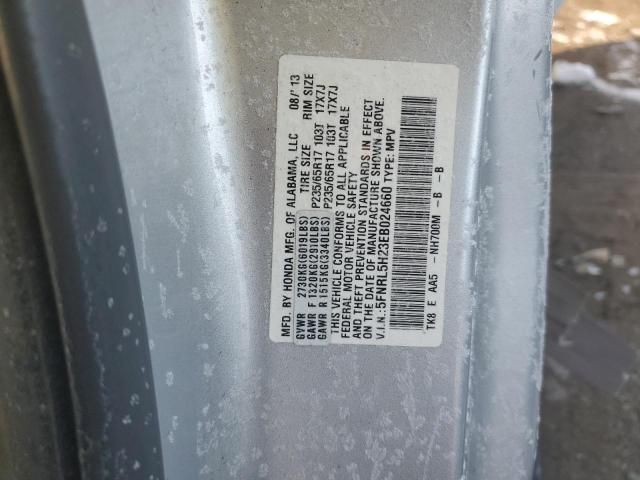 MFD. BY HONDA MFG. OF ALABAMA, LLC 08/'13
TIRE SIZE RIM SIZE
GVWR 2730KG(6019LBS)
GAWR F 1320KG(2910LBS) P235/65R17 103T 17X7J
GAWR R 1515KG(3340LBS) P235/65R17 103T 17X7J
THIS VEHICLE CONFORMS TO ALL APPLICABLE
FEDERAL MOTOR VEHICLE SAFETY
AND THEFT PREVENTION STANDARDS IN EFFECT
ON THE DATE OF MANUFACTURE SHOWN ABOVE.
V.I.N.:5FNRL5H23EB024660 TYPE:MPV
TK8 E AA5 -NH700M -B -B